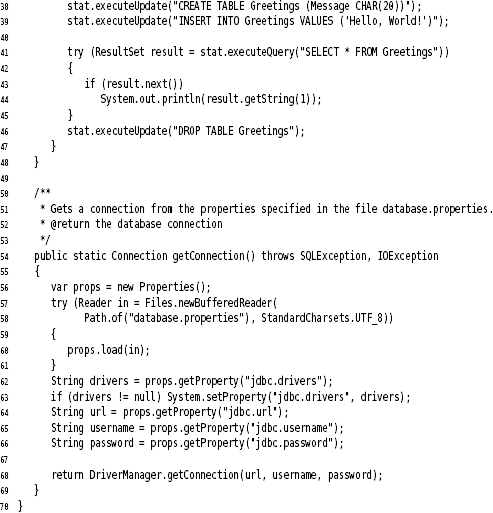 38 stat.executeUpdate("CREATE TABLE Greetings (Message CHAR(20))");
39 stat.executeUpdate("INSERT INTO Greetings VALUES ('Hello, World!')");
40
41 try (ResultSet result = stat.executeQuery("SELECT * FROM Greetings"))
42 {
43 if (result.next())
44 System.out.println(result.getString(1));
45 }
46 stat.executeUpdate("DROP TABLE Greetings");
47 }
48 }
49
50 /**
51 * Gets a connection from the properties specified in the file database.properties.
52 * @return the database connection
53 */
54 public static Connection getConnection() throws SQLException, IOException
55 {
56 var props = new Properties();
57 try (Reader in = Files.newBufferedReader(
58 Path.of("database.properties"), StandardCharsets.UTF_8))
59 {
60 props.load(in);
61 }
62 String drivers = props.getProperty("jdbc.drivers");
63 if (drivers != null) System.setProperty("jdbc.drivers", drivers);
64 String url = props.getProperty("jdbc.url");
65 String username = props.getProperty("jdbc.username");
66 String password = props.getProperty("jdbc.password");
67
68 return DriverManager.getConnection(url, username, password);
69 }
70 }